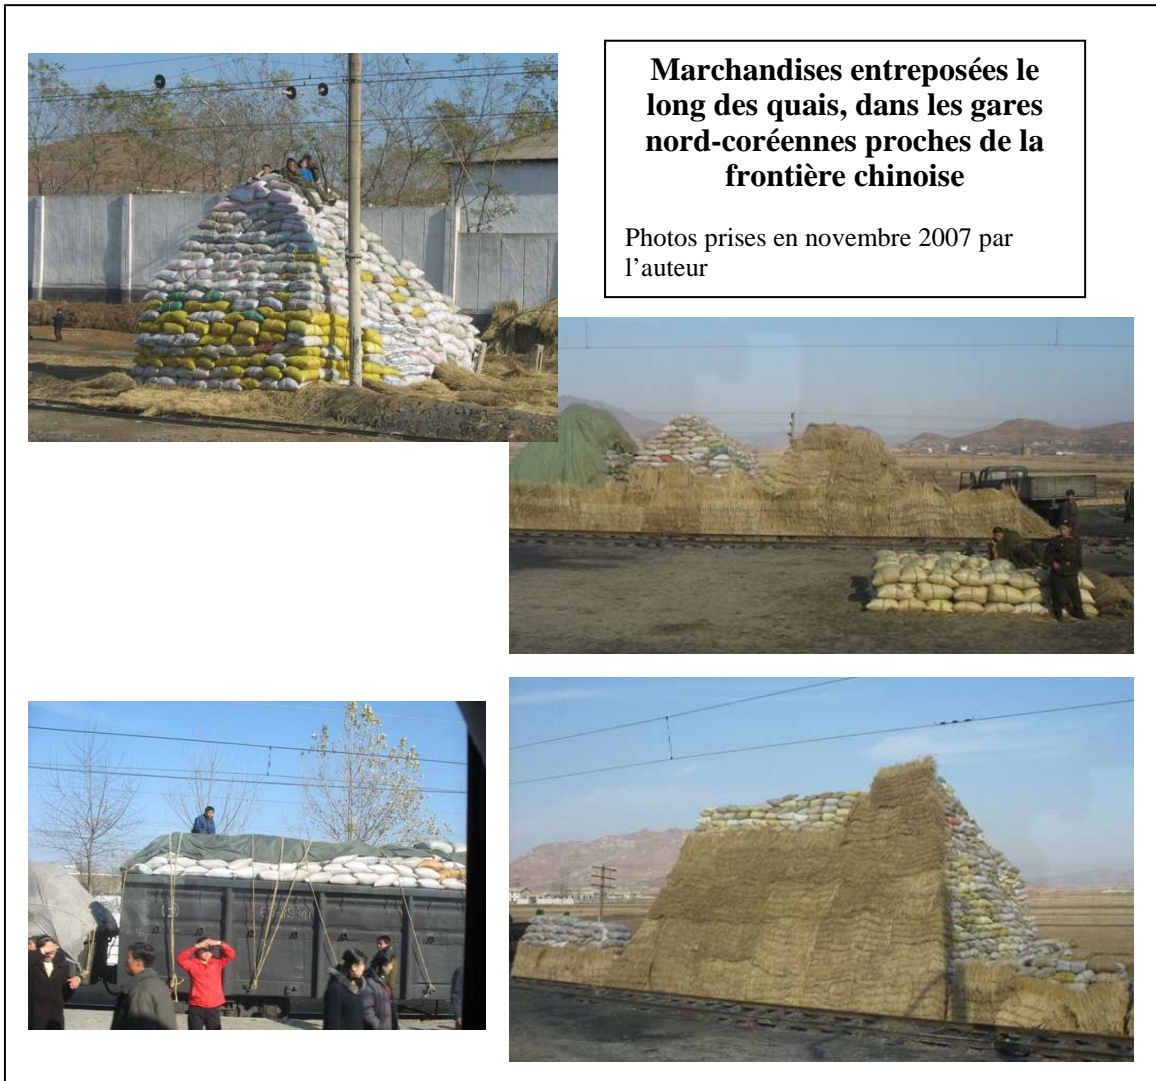 Marchandises entreposées le
long des quais, dans les gares
nord-coréennes proches de la
frontière chinoise
Photos prises en novembre 2007 par
l’auteur